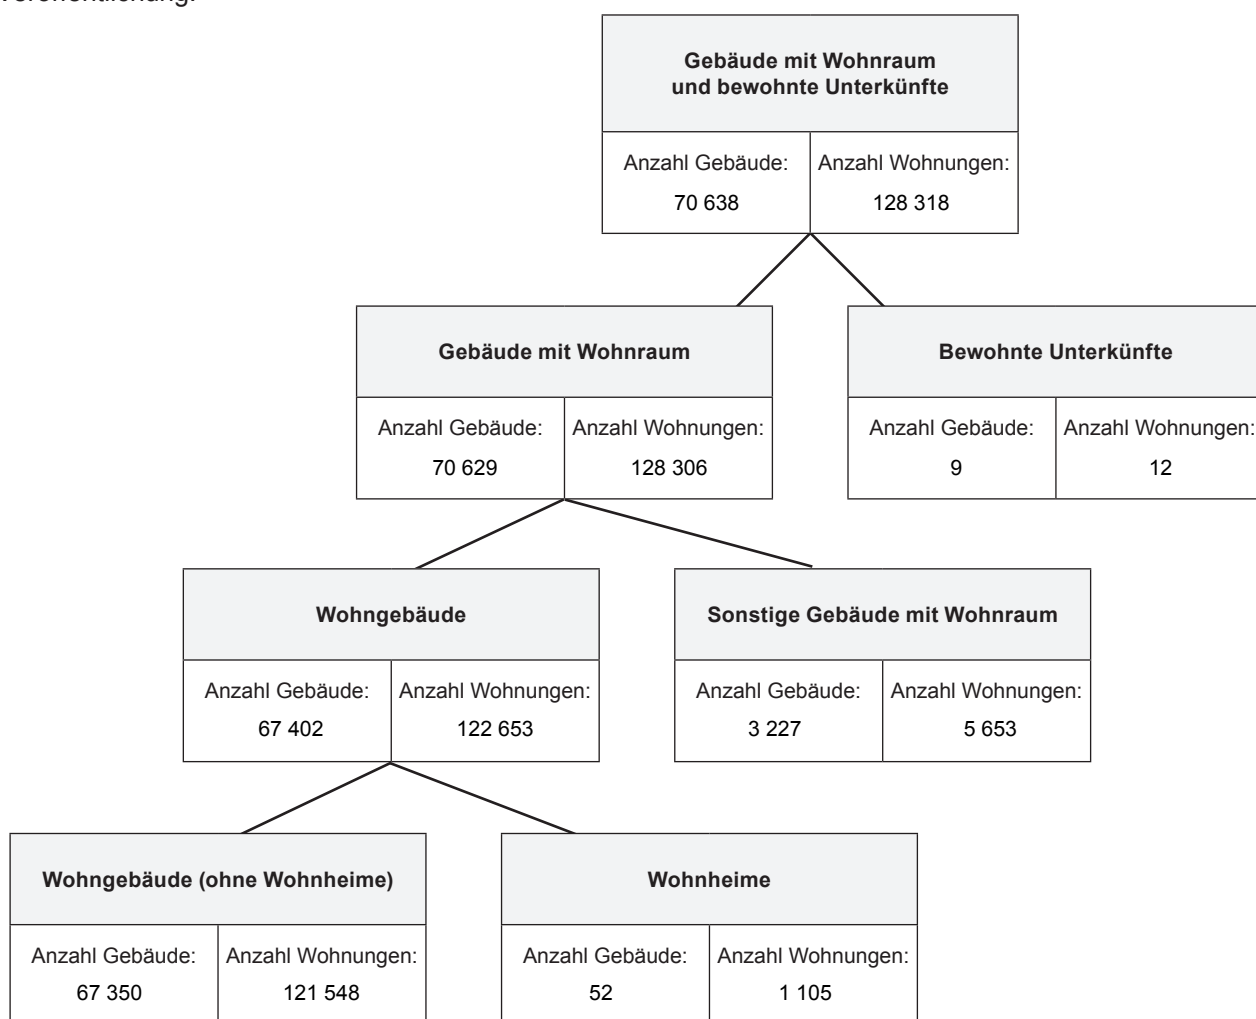 Veröffentlichung.
Gebäude mit Wohnraum
und bewohnte Unterkünfte
Anzahl Gebäude: Anzahl Wohnungen:
70 638 128 318
Gebäude mit Wohnraum Bewohnte Unterkünfte
Anzahl Gebäude: Anzahl Wohnungen: Anzahl Gebäude: Anzahl Wohnungen:
70 629 128 306 9 12
Wohngebäude Sonstige Gebäude mit Wohnraum
Anzahl Gebäude: Anzahl Wohnungen: Anzahl Gebäude: Anzahl Wohnungen:
67 402 122 653 3 227 5 653
Wohngebäude (ohne Wohnheime) Wohnheime
Anzahl Gebäude: Anzahl Wohnungen: Anzahl Gebäude: Anzahl Wohnungen:
67 350 121 548 52 1 105